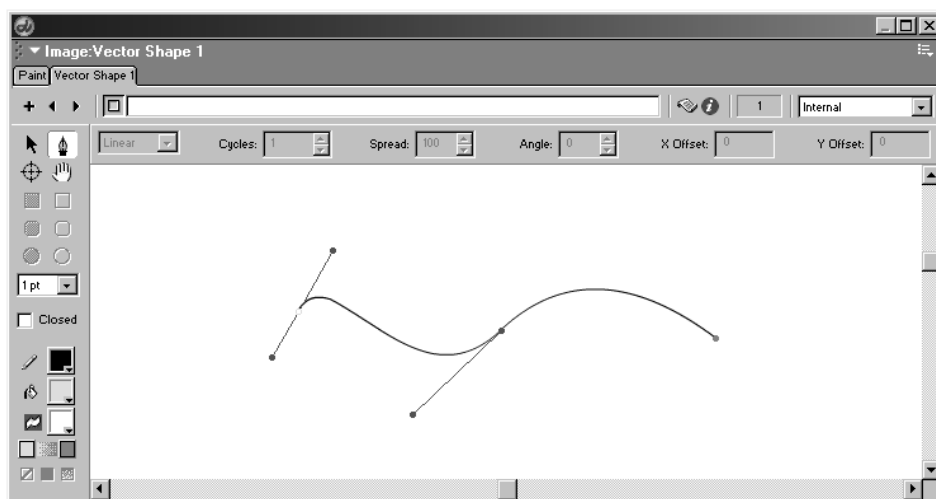 Image:Vector Shape 1
Paint Vector Shape 1
1 Internal
Linear Cycles: 1 Spread: 100 Angle: 0 X Offset: 0 Y Offset: 0
1 pt
Closed